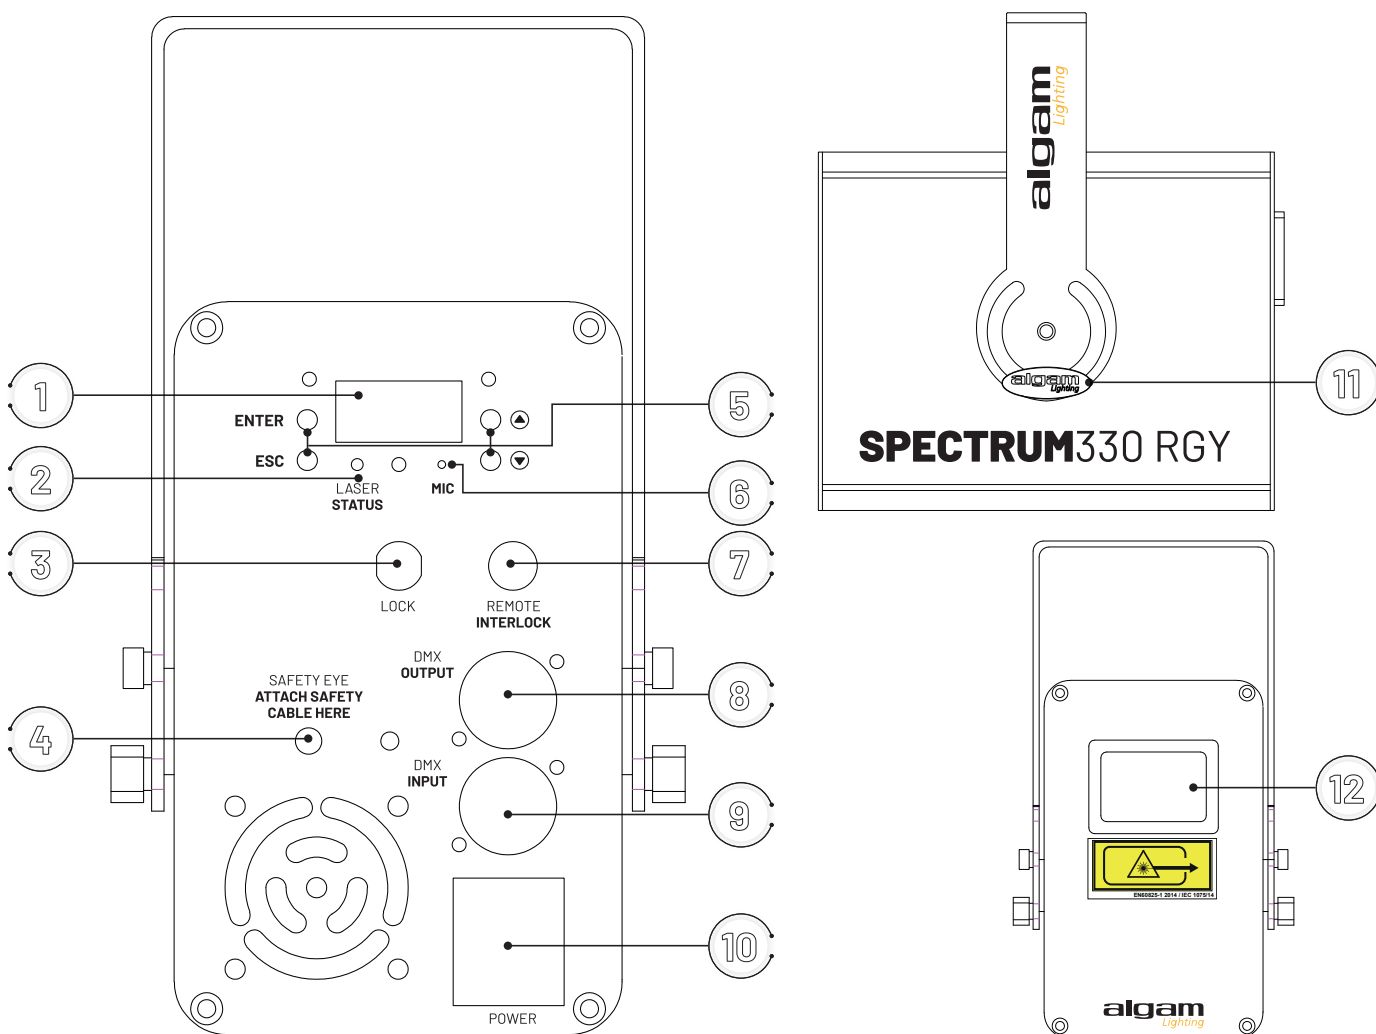 1
ENTER
ESC
2
LASER
STATUS
MIC
5
6
3
LOCK
REMOTE
INTERLOCK
7
DMX
OUTPUT
8
SAFETY EYE
ATTACH SAFETY
CABLE HERE
4
DMX
INPUT
9
10
POWER
algam
Lighting
algam
Lighting
11
SPECTRUM330 RGY
12
EN60825-1 2014 / IEC 1075/14
algam
Lighting